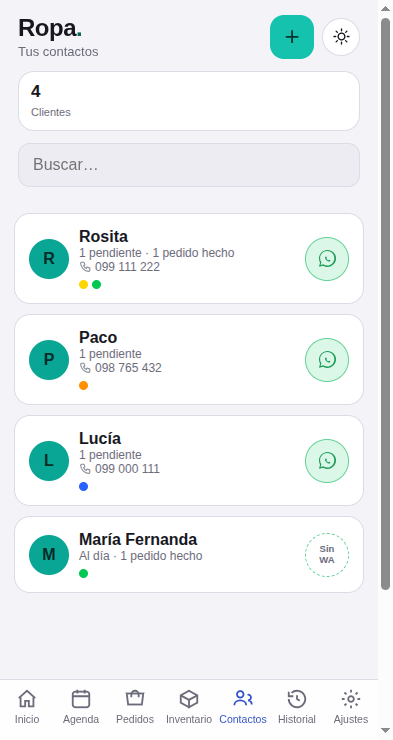 Ropa.
Tus contactos
4
Clientes
Buscar…
R
Rosita
1 pendiente · 1 pedido hecho
099 111 222
P
Paco
1 pendiente
098 765 432
L
Lucía
1 pendiente
099 000 111
M
María Fernanda
Al día · 1 pedido hecho
Sin
WA
Inicio
Agenda
Pedidos
Inventario
Contactos
Historial
Ajustes